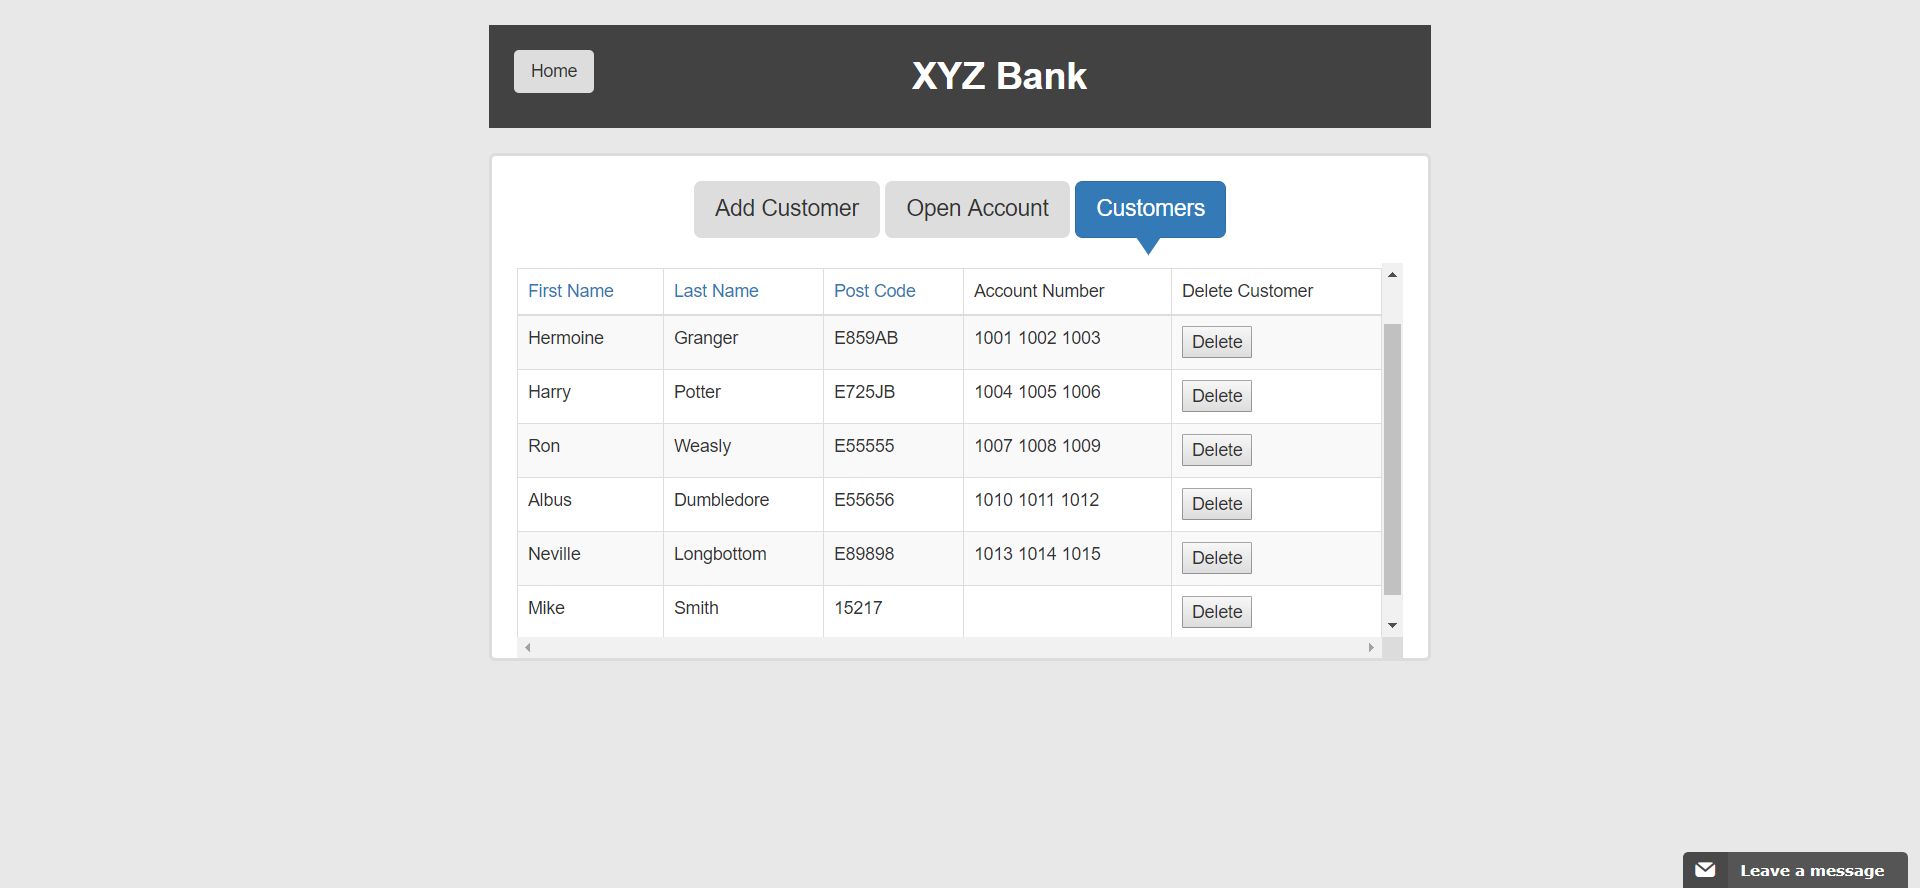 Home
XYZ Bank
Add Customer Open Account Customers
First Name Last Name Post Code Account Number Delete Customer
Hermoine Granger E859AB 1001 1002 1003 Delete
Harry Potter E725JB 1004 1005 1006 Delete
Ron Weasly E55555 1007 1008 1009 Delete
Albus Dumbledore E55656 1010 1011 1012 Delete
Neville Longbottom E89898 1013 1014 1015 Delete
Mike Smith 15217 Delete
Leave a message